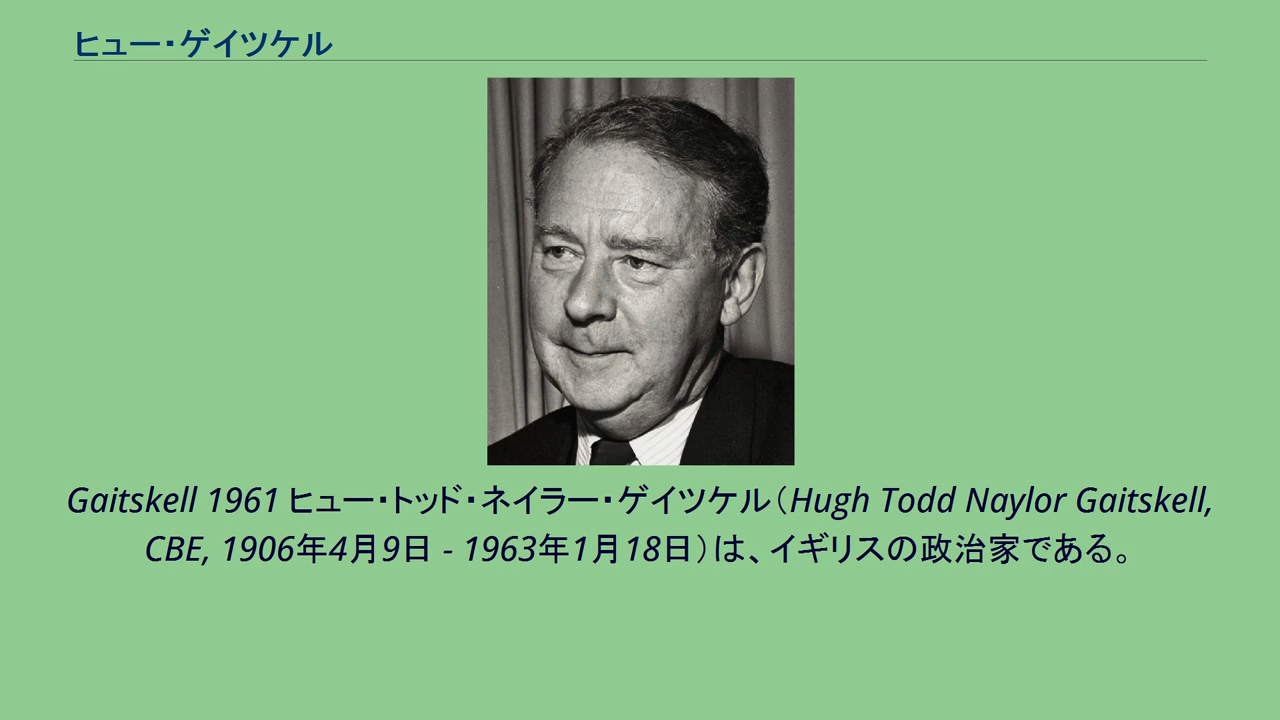 ヒュー・ゲイツケル
Gaitskell 1961 ヒュー・トッド・ネイラー・ゲイツケル（Hugh Todd Naylor Gaitskell,
CBE, 1906年4月9日 - 1963年1月18日）は、イギリスの政治家である。